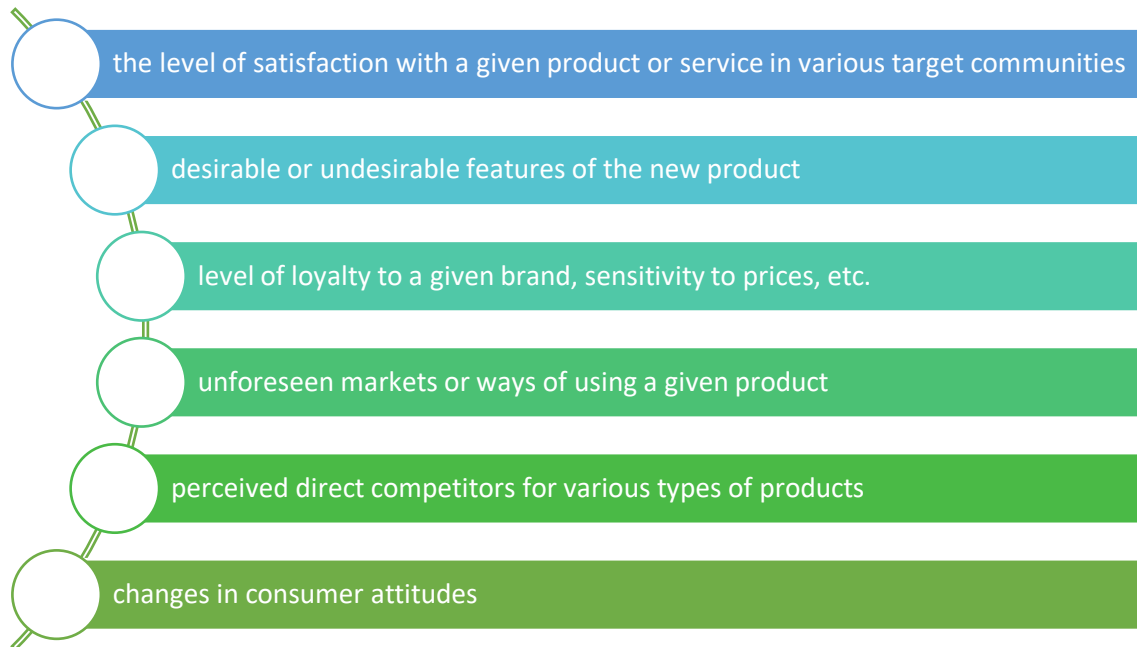 the level of satisfaction with a given product or service in various target communities
desirable or undesirable features of the new product
level of loyalty to a given brand, sensitivity to prices, etc.
unforeseen markets or ways of using a given product
perceived direct competitors for various types of products
changes in consumer attitudes